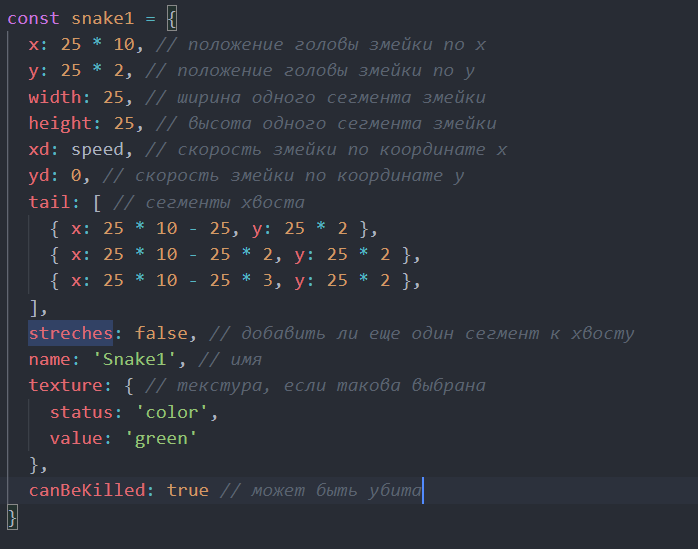 const snake1 = {
x: 25 * 10, // положение головы змейки по x
y: 25 * 2, // положение головы змейки по y
width: 25, // ширина одного сегмента змейки
height: 25, // высота одного сегмента змейки
xd: speed, // скорость змейки по координате x
yd: 0, // скорость змейки по координате y
tail: [ // сегменты хвоста
{ x: 25 * 10 - 25, y: 25 * 2 },
{ x: 25 * 10 - 25 * 2, y: 25 * 2 },
{ x: 25 * 10 - 25 * 3, y: 25 * 2 },
],
streches: false, // добавить ли еще один сегмент к хвосту
name: 'Snake1', // имя
texture: { // текстура, если такова выбрана
status: 'color',
value: 'green'
},
canBeKilled: true // может быть убита
}